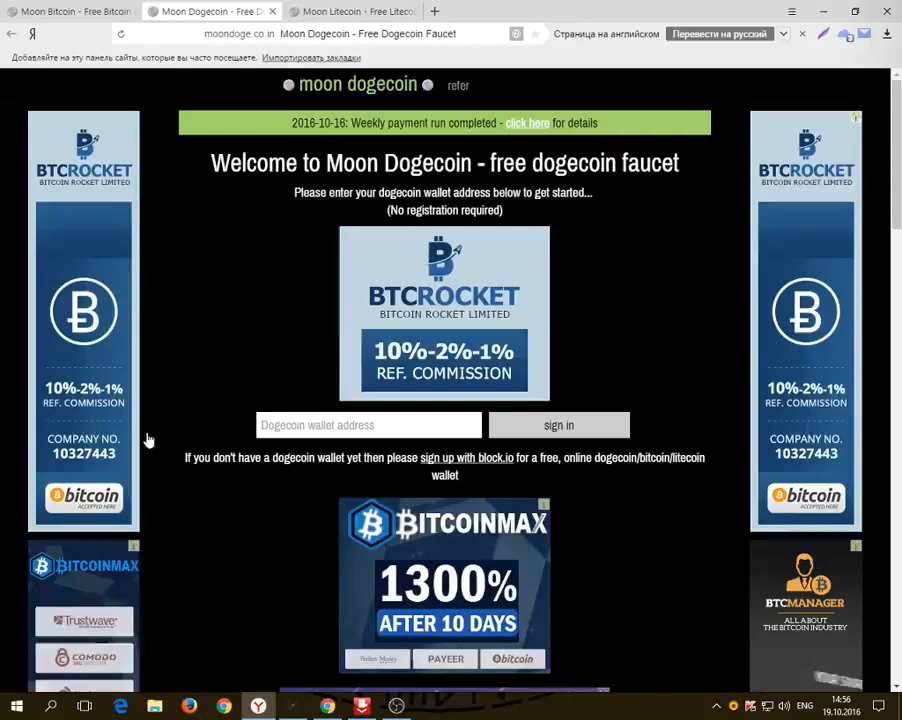 Moon Bitcoin - Free Bitcoin
Moon Dogecoin - Free D
Moon Litecoin - Free Liteco
Я
moondoge.co.in Moon Dogecoin - Free Dogecoin Faucet
Страница на английском
Перевести на русский
Добавляйте на эту панель сайты, которые вы часто посещаете. Импортировать закладки
moon dogecoin refer
2016-10-16: Weekly payment run completed - click here for details
Welcome to Moon Dogecoin - free dogecoin faucet
Please enter your dogecoin wallet address below to get started...
(No registration required)
BTCROCKET
BITCOIN ROCKET LIMITED
10%-2%-1%
REF. COMMISSION
COMPANY NO.
10327443
bitcoin
ACCEPTED HERE
BITCOINMAX
Trustwave
COMODO
BTCROCKET
BITCOIN ROCKET LIMITED
10%-2%-1%
REF. COMMISSION
Dogecoin wallet address
sign in
If you don't have a dogecoin wallet yet then please sign up with block.io for a free, online dogecoin/bitcoin/litecoin
wallet
BITCOINMAX
1300%
AFTER 10 DAYS
Perfect Money
PAYEER
bitcoin
BTCROCKET
BITCOIN ROCKET LIMITED
10%-2%-1%
REF. COMMISSION
COMPANY NO.
10327443
bitcoin
ACCEPTED HERE
BTCMANAGER
ALL ABOUT
THE BITCOIN INDUSTRY
ENG
14:56
19.10.2016